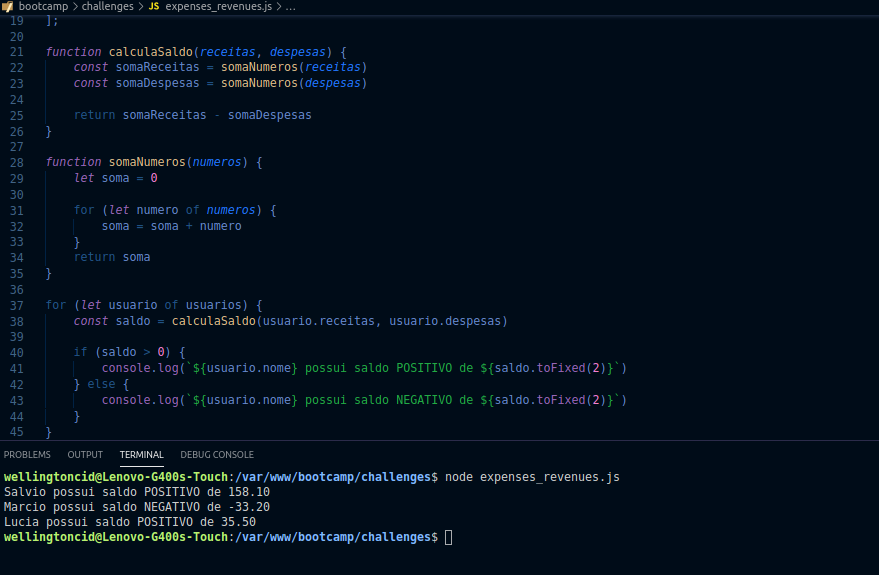 bootcamp > challenges > JS expenses_revenues.js > ...
19 ];
20
21 function calculaSaldo(receitas, despesas) {
22     const somaReceitas = somaNumeros(receitas)
23     const somaDespesas = somaNumeros(despesas)
24
25     return somaReceitas - somaDespesas
26 }
27
28 function somaNumeros(numeros) {
29     let soma = 0
30
31     for (let numero of numeros) {
32         soma = soma + numero
33     }
34     return soma
35 }
36
37 for (let usuario of usuarios) {
38     const saldo = calculaSaldo(usuario.receitas, usuario.despesas)
39
40     if (saldo > 0) {
41         console.log(`${usuario.nome} possui saldo POSITIVO de ${saldo.toFixed(2)}`)
42     } else {
43         console.log(`${usuario.nome} possui saldo NEGATIVO de ${saldo.toFixed(2)}`)
44     }
45 }
PROBLEMS OUTPUT TERMINAL DEBUG CONSOLE
wellingtoncid@Lenovo-G400s-Touch:/var/www/bootcamp/challenges$ node expenses_revenues.js
Salvio possui saldo POSITIVO de 158.10
Marcio possui saldo NEGATIVO de -33.20
Lucia possui saldo POSITIVO de 35.50
wellingtoncid@Lenovo-G400s-Touch:/var/www/bootcamp/challenges$